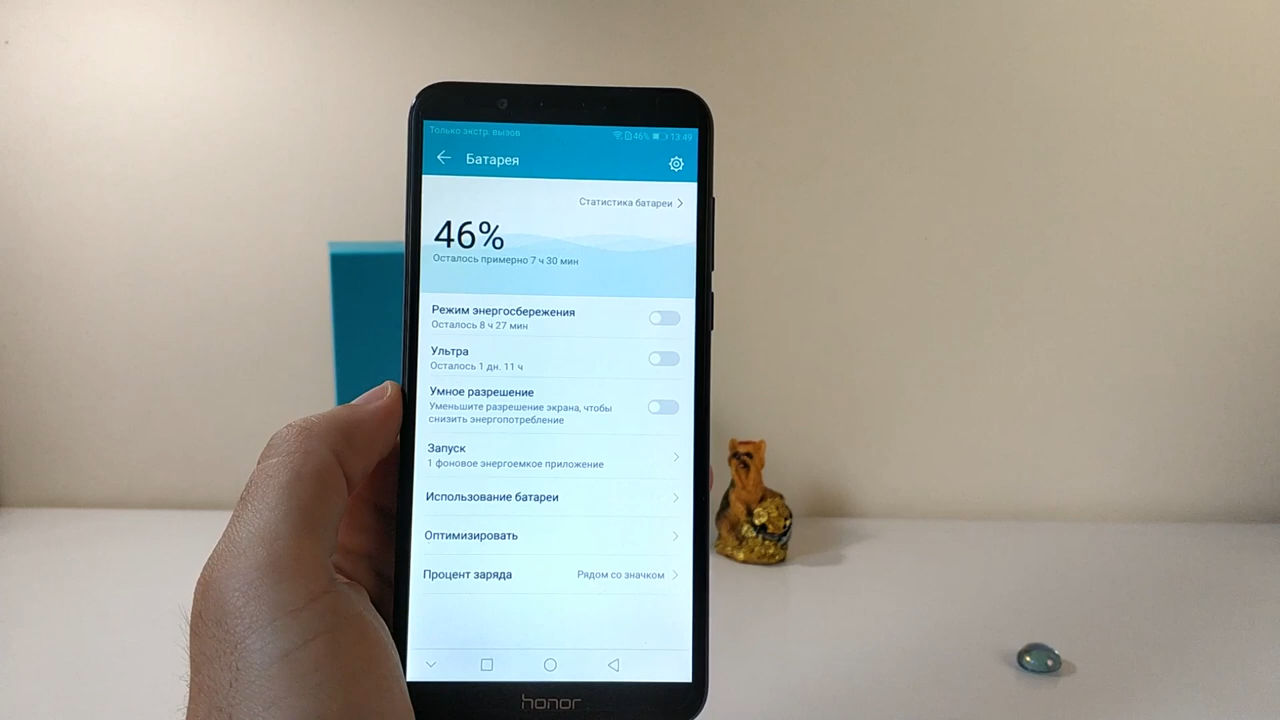 Только экстр. вызов 46% 13:49
Батарея
Статистика батареи
46%
Осталось примерно 7 ч 30 мин
Режим энергосбережения
Осталось 8 ч 27 мин
Ультра
Осталось 1 дн. 11 ч
Умное разрешение
Уменьшите разрешение экрана, чтобы
снизить энергопотребление
Запуск
1 фоновое энергоемкое приложение
Использование батареи
Оптимизировать
Процент заряда Рядом со значком
honor